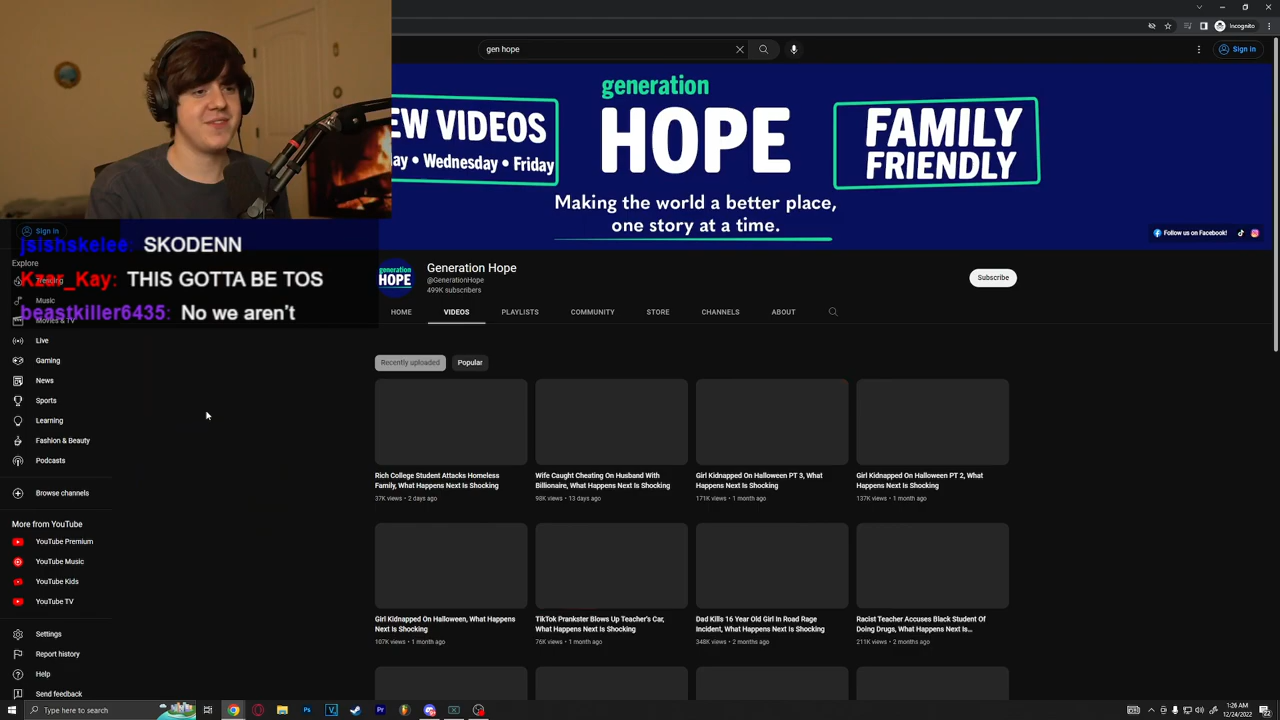 Incognito
gen hope
Sign in
EW VIDEOS
ay • Wednesday • Friday
generation
HOPE
Making the world a better place,
one story at a time.
FAMILY
FRIENDLY
Follow us on Facebook!
Sign in
jsishskelee: SKODENN
Kzar_Kay: THIS GOTTA BE TOS
beastkiller6435: No we aren't
Explore
Trending
Music
Movies & TV
Live
Gaming
News
Sports
Learning
Fashion & Beauty
Podcasts
Browse channels
More from YouTube
YouTube Premium
YouTube Music
YouTube Kids
YouTube TV
Settings
Report history
Help
Send feedback
generation
HOPE
Generation Hope
@GenerationHope
499K subscribers
Subscribe
HOME
VIDEOS
PLAYLISTS
COMMUNITY
STORE
CHANNELS
ABOUT
Recently uploaded
Popular
Rich College Student Attacks Homeless
Family, What Happens Next Is Shocking
37K views • 2 days ago
Wife Caught Cheating On Husband With
Billionaire, What Happens Next Is Shocking
98K views • 13 days ago
Girl Kidnapped On Halloween PT 3, What
Happens Next Is Shocking
171K views • 1 month ago
Girl Kidnapped On Halloween PT 2, What
Happens Next Is Shocking
137K views • 1 month ago
Girl Kidnapped On Halloween, What Happens
Next Is Shocking
107K views • 1 month ago
TikTok Prankster Blows Up Teacher's Car,
What Happens Next Is Shocking
76K views • 1 month ago
Dad Kills 16 Year Old Girl In Road Rage
Incident, What Happens Next Is Shocking
348K views • 2 months ago
Racist Teacher Accuses Black Student Of
Doing Drugs, What Happens Next Is...
211K views • 2 months ago
Type here to search
1:26 AM
12/24/2022